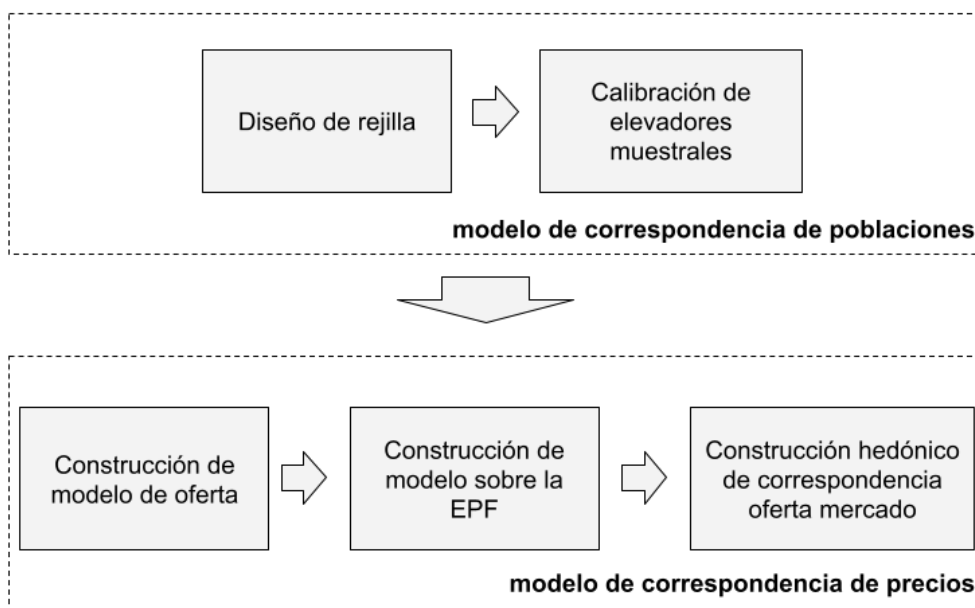 Diseño de rejilla
Calibración de
elevadores
muestrales
modelo de correspondencia de poblaciones
Construcción de
modelo de oferta
Construcción de
modelo sobre la
EPF
Construcción hedónico
de correspondencia
oferta mercado
modelo de correspondencia de precios